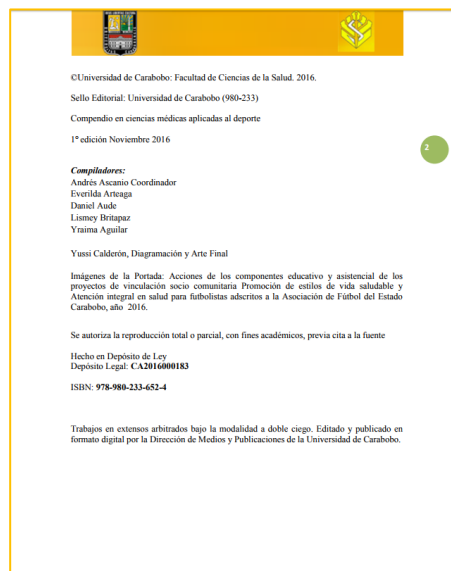 ©Universidad de Carabobo: Facultad de Ciencias de la Salud. 2016.
Sello Editorial: Universidad de Carabobo (980-233)
Compendio en ciencias médicas aplicadas al deporte
1º edición Noviembre 2016
2
Compiladores:
Andrés Ascanio Coordinador
Everilda Arteaga
Daniel Aude
Lismey Britapaz
Yraima Aguilar
Yussi Calderón, Diagramación y Arte Final
Imágenes de la Portada: Acciones de los componentes educativo y asistencial de los
proyectos de vinculación socio comunitaria Promoción de estilos de vida saludable y
Atención integral en salud para futbolistas adscritos a la Asociación de Fútbol del Estado
Carabobo, año 2016.
Se autoriza la reproducción total o parcial, con fines académicos, previa cita a la fuente
Hecho en Depósito de Ley
Depósito Legal: CA2016000183
ISBN: 978-980-233-652-4
Trabajos en extensos arbitrados bajo la modalidad a doble ciego. Editado y publicado en
formato digital por la Dirección de Medios y Publicaciones de la Universidad de Carabobo.